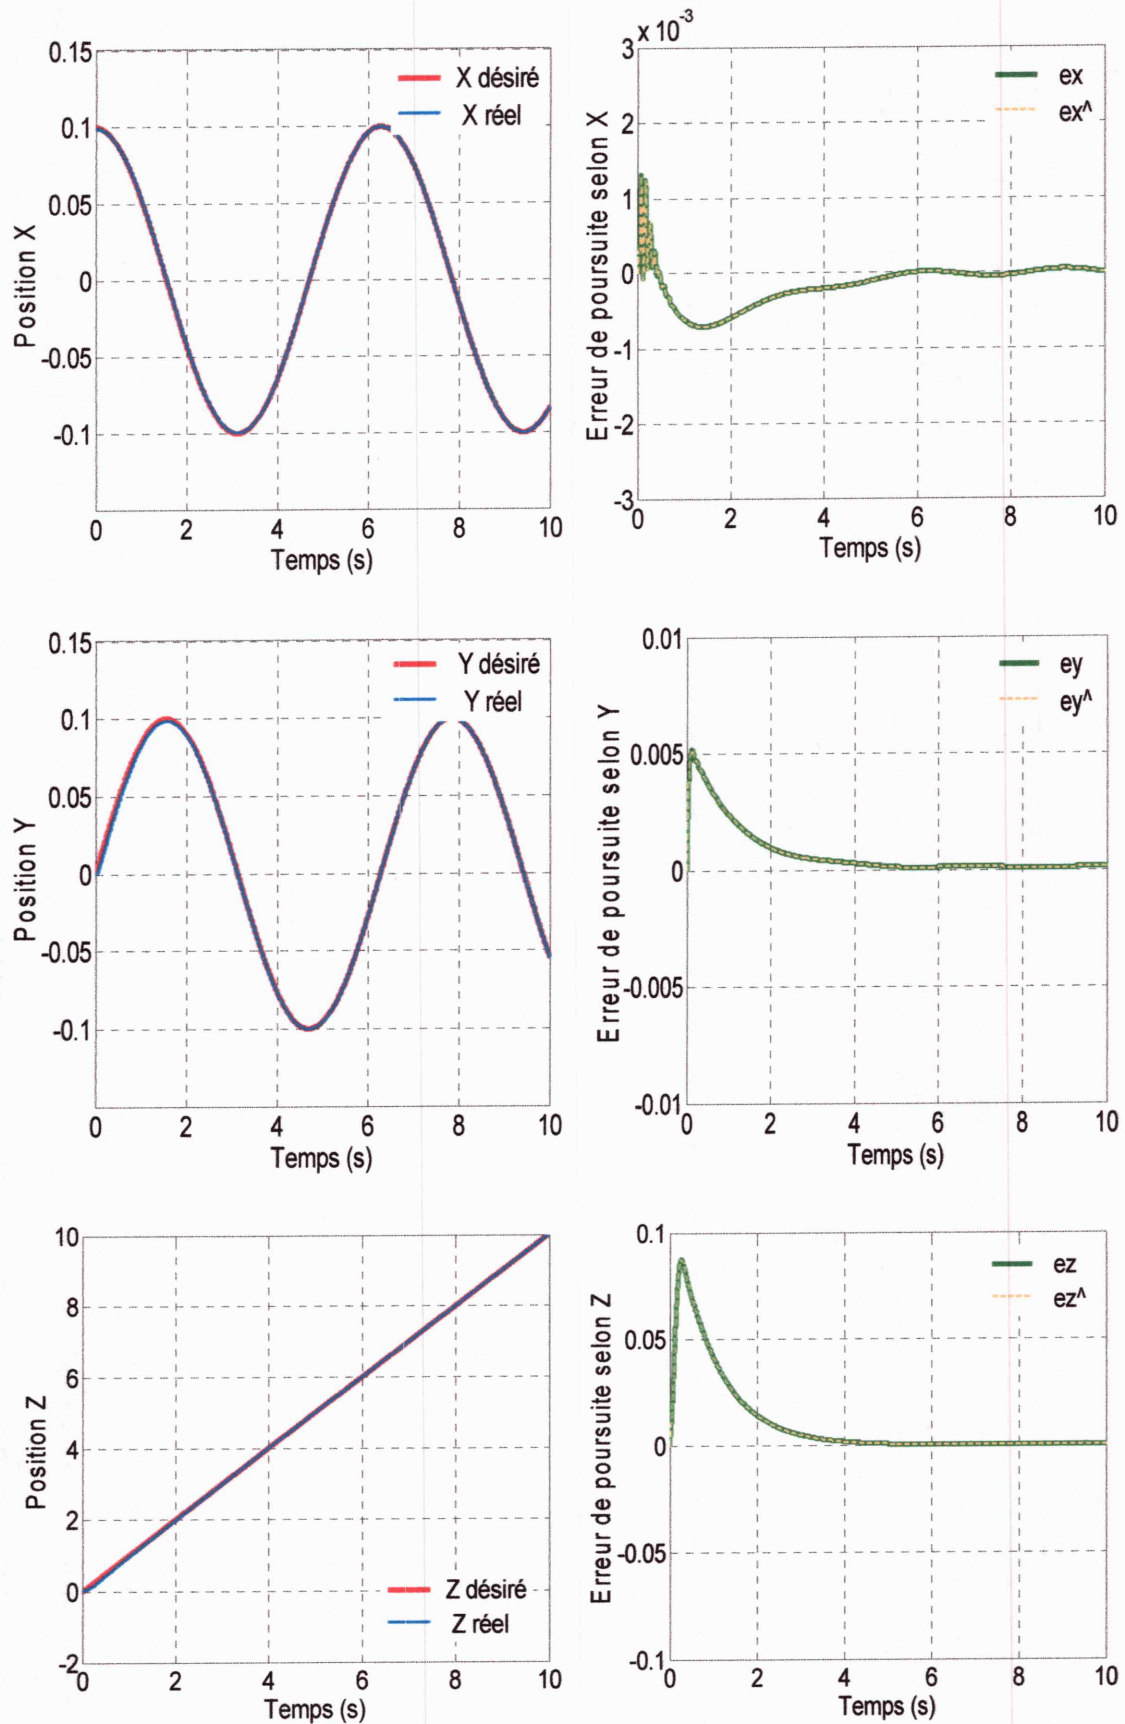 0.15
0.1
0.05
0
-0.05
-0.1
Position X
X désiré
X réel
0 2 4 6 8 10
Temps (s)
x 10⁻³
3
2
1
0
-1
-2
-3
Erreur de poursuite selon X
ex
ex^
0 2 4 6 8 10
Temps (s)
0.15
0.1
0.05
0
-0.05
-0.1
Position Y
Y désiré
Y réel
0 2 4 6 8 10
Temps (s)
0.01
0.005
0
-0.005
-0.01
Erreur de poursuite selon Y
ey
ey^
0 2 4 6 8 10
Temps (s)
10
8
6
4
2
0
-2
Position Z
Z désiré
Z réel
0 2 4 6 8 10
Temps (s)
0.1
0.05
0
-0.05
-0.1
Erreur de poursuite selon Z
ez
ez^
0 2 4 6 8 10
Temps (s)